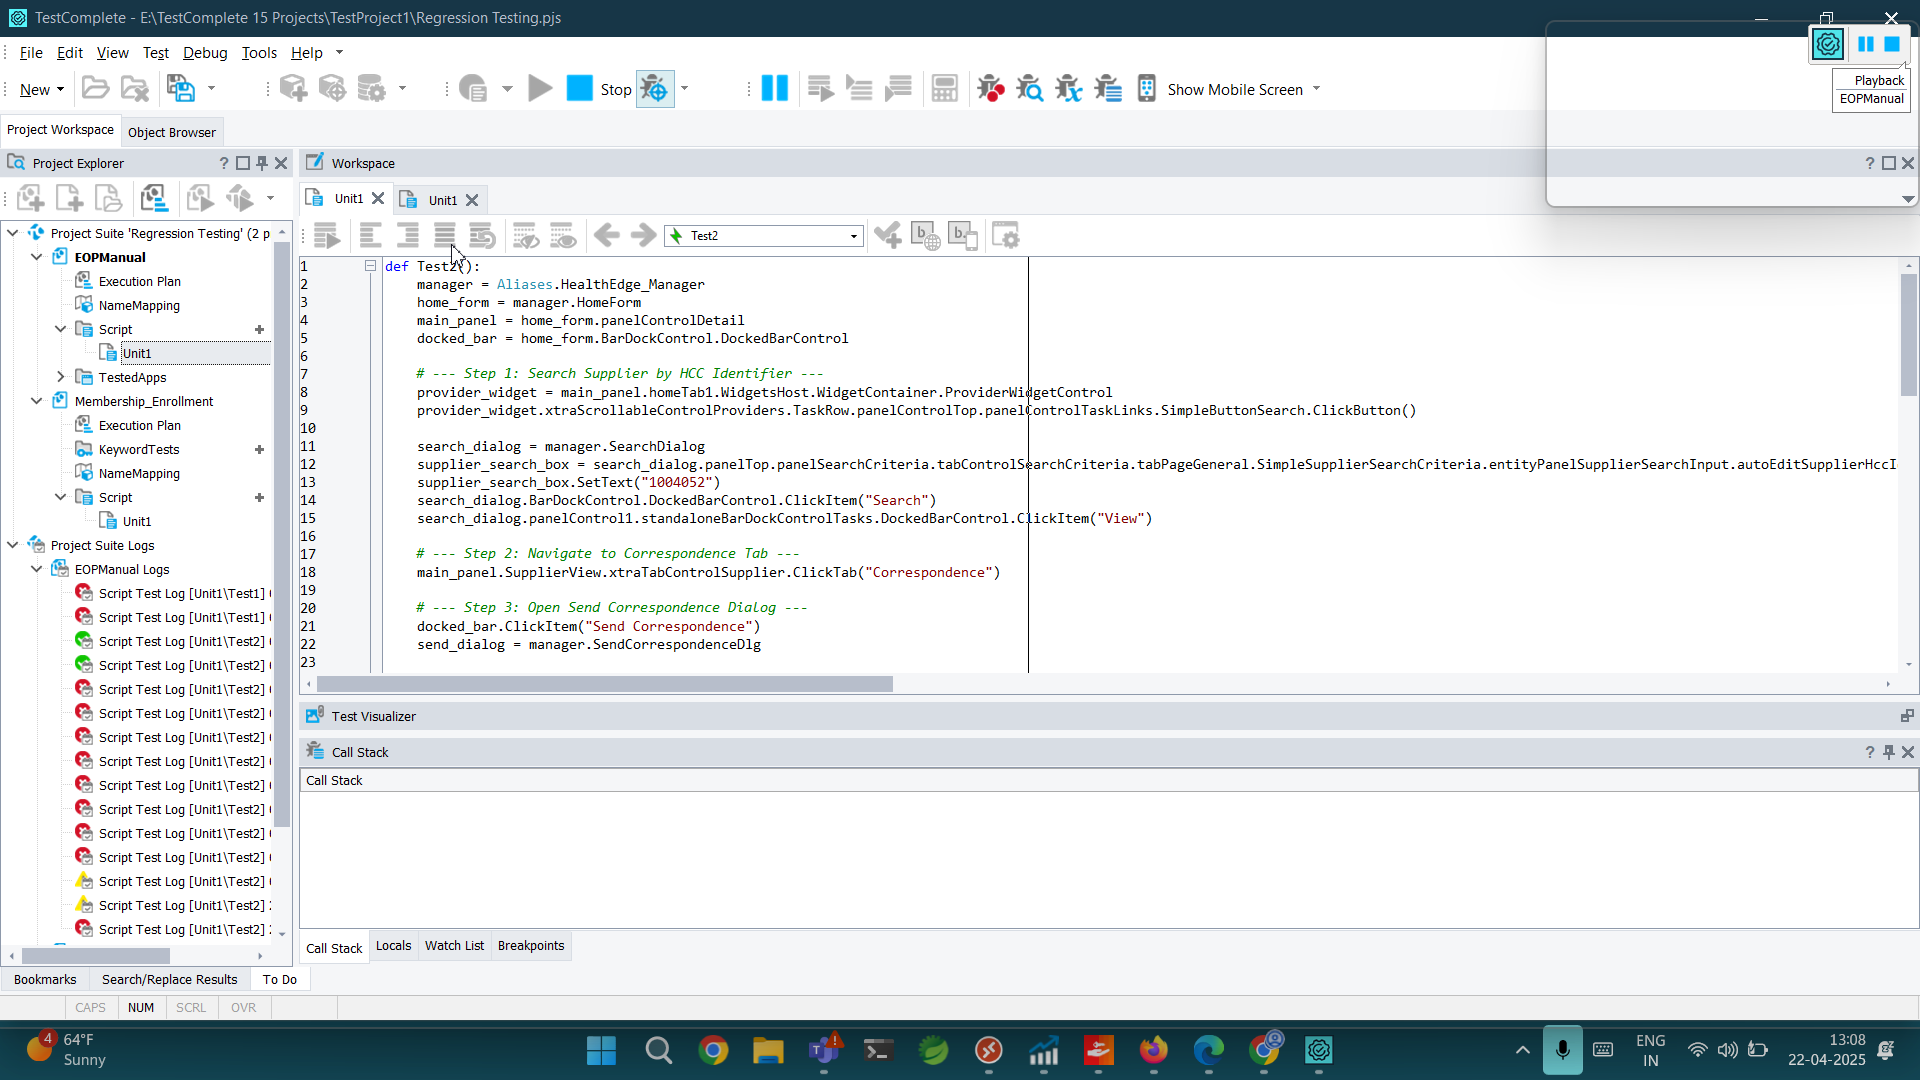 TestComplete - E:\TestComplete 15 Projects\TestProject1\Regression Testing.pjs
File Edit View Test Debug Tools Help
New
Stop
Show Mobile Screen
Playback
EOPManual
Project Workspace
Object Browser
Project Explorer
Workspace
Unit1
Unit1
Test2
Project Suite 'Regression Testing' (2 p
EOPManual
Execution Plan
NameMapping
Script
Unit1
TestedApps
Membership_Enrollment
Execution Plan
KeywordTests
NameMapping
Script
Unit1
Project Suite Logs
EOPManual Logs
Script Test Log [Unit1\Test1]
Script Test Log [Unit1\Test1]
Script Test Log [Unit1\Test2]
Script Test Log [Unit1\Test2]
Script Test Log [Unit1\Test2]
Script Test Log [Unit1\Test2]
Script Test Log [Unit1\Test2]
Script Test Log [Unit1\Test2]
Script Test Log [Unit1\Test2]
Script Test Log [Unit1\Test2]
Script Test Log [Unit1\Test2]
Script Test Log [Unit1\Test2]
Script Test Log [Unit1\Test2]
Script Test Log [Unit1\Test2]
Script Test Log [Unit1\Test2]
1 def Test2():
2 manager = Aliases.HealthEdge_Manager
3 home_form = manager.HomeForm
4 main_panel = home_form.panelControlDetail
5 docked_bar = home_form.BarDockControl.DockedBarControl
6
7 # --- Step 1: Search Supplier by HCC Identifier ---
8 provider_widget = main_panel.homeTab1.WidgetsHost.WidgetContainer.ProviderWidgetControl
9 provider_widget.xtraScrollableControlProviders.TaskRow.panelControlTop.panelControlTaskLinks.SimpleButtonSearch.ClickButton()
10
11 search_dialog = manager.SearchDialog
12 supplier_search_box = search_dialog.panelTop.panelSearchCriteria.tabControlSearchCriteria.tabPageGeneral.SimpleSupplierSearchCriteria.entityPanelSupplierSearchInput.autoEditSupplierHccI
13 supplier_search_box.SetText("1004052")
14 search_dialog.BarDockControl.DockedBarControl.ClickItem("Search")
15 search_dialog.panelControl1.standaloneBarDockControlTasks.DockedBarControl.ClickItem("View")
16
17 # --- Step 2: Navigate to Correspondence Tab ---
18 main_panel.SupplierView.xtraTabControlSupplier.ClickTab("Correspondence")
19
20 # --- Step 3: Open Send Correspondence Dialog ---
21 docked_bar.ClickItem("Send Correspondence")
22 send_dialog = manager.SendCorrespondenceDlg
23
Test Visualizer
Call Stack
Call Stack
Call Stack Locals Watch List Breakpoints
Bookmarks Search/Replace Results To Do
CAPS NUM SCRL OVR
4
64°F
Sunny
ENG
IN
13:08
22-04-2025